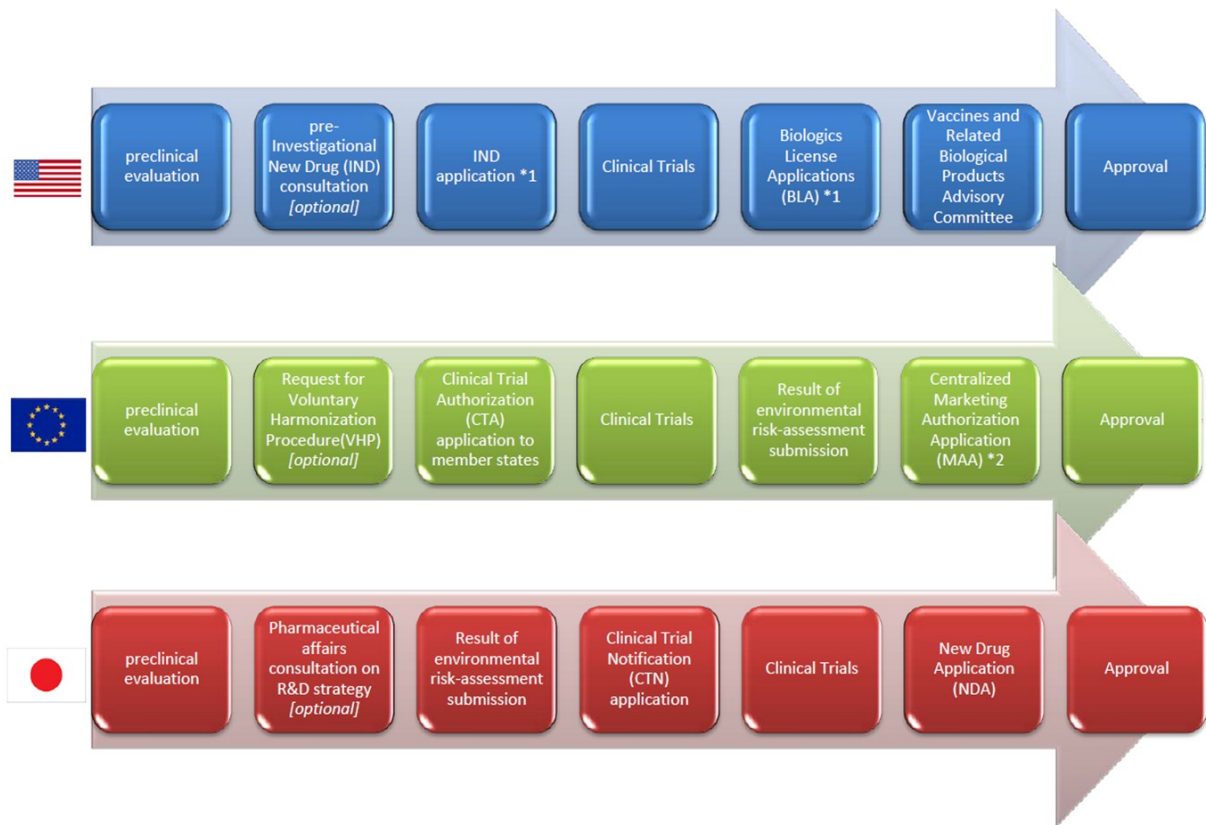 preclinical
evaluation
pre-
Investigational
New Drug (IND)
consultation
[optional]
IND
application *1
Clinical Trials
Biologics
License
Applications
(BLA) *1
Vaccines and
Related
Biological
Products
Advisory
Committee
Approval
preclinical
evaluation
Request for
Voluntary
Harmonization
Procedure(VHP)
[optional]
Clinical Trial
Authorization
(CTA)
application to
member states
Clinical Trials
Result of
environmental
risk-assessment
submission
Centralized
Marketing
Authorization
Application
(MAA) *2
Approval
preclinical
evaluation
Pharmaceutical
affairs
consultation on
R&D strategy
[optional]
Result of
environmental
risk-assessment
submission
Clinical Trial
Notification
(CTN)
application
Clinical Trials
New Drug
Application
(NDA)
Approval